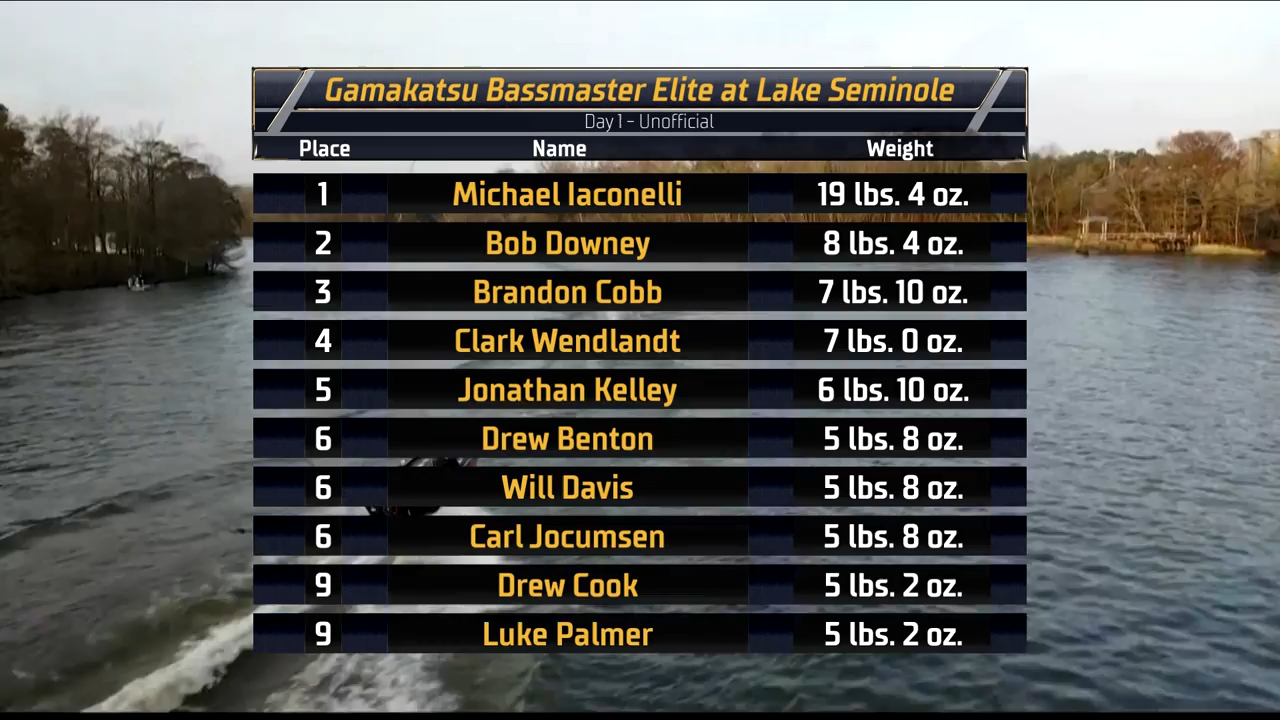 Gamakatsu Bassmaster Elite at Lake Seminole
Day 1 - Unofficial
Place Name Weight
1 Michael Iaconelli 19 lbs. 4 oz.
2 Bob Downey 8 lbs. 4 oz.
3 Brandon Cobb 7 lbs. 10 oz.
4 Clark Wendlandt 7 lbs. 0 oz.
5 Jonathan Kelley 6 lbs. 10 oz.
6 Drew Benton 5 lbs. 8 oz.
6 Will Davis 5 lbs. 8 oz.
6 Carl Jocumsen 5 lbs. 8 oz.
9 Drew Cook 5 lbs. 2 oz.
9 Luke Palmer 5 lbs. 2 oz.